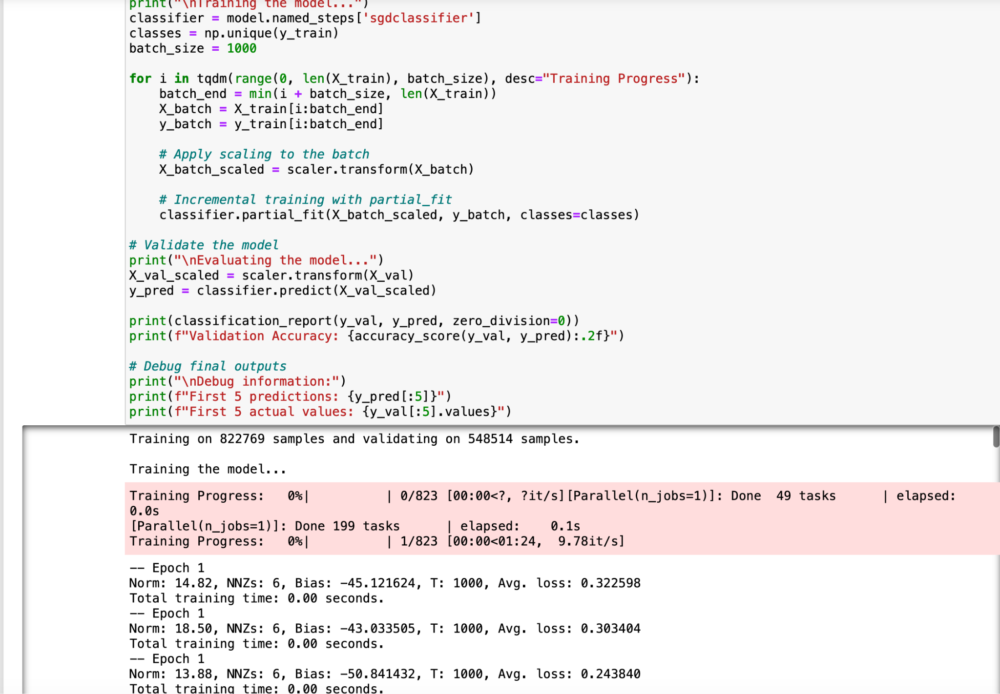 print("\nTraining the model...")
classifier = model.named_steps['sgdclassifier']
classes = np.unique(y_train)
batch_size = 1000
for i in tqdm(range(0, len(X_train), batch_size), desc="Training Progress"):
    batch_end = min(i + batch_size, len(X_train))
    X_batch = X_train[i:batch_end]
    y_batch = y_train[i:batch_end]
    # Apply scaling to the batch
    X_batch_scaled = scaler.transform(X_batch)
    # Incremental training with partial_fit
    classifier.partial_fit(X_batch_scaled, y_batch, classes=classes)
# Validate the model
print("\nEvaluating the model...")
X_val_scaled = scaler.transform(X_val)
y_pred = classifier.predict(X_val_scaled)
print(classification_report(y_val, y_pred, zero_division=0))
print(f"Validation Accuracy: {accuracy_score(y_val, y_pred):.2f}")
# Debug final outputs
print("\nDebug information:")
print(f"First 5 predictions: {y_pred[:5]}")
print(f"First 5 actual values: {y_val[:5].values}")
Training on 822769 samples and validating on 548514 samples.
Training the model...
Training Progress:   0%|          | 0/823 [00:00<?, ?it/s][Parallel(n_jobs=1)]: Done  49 tasks      | elapsed:
0.0s
[Parallel(n_jobs=1)]: Done 199 tasks      | elapsed:    0.1s
Training Progress:   0%|          | 1/823 [00:00<01:24,  9.78it/s]
-- Epoch 1
Norm: 14.82, NNZs: 6, Bias: -45.121624, T: 1000, Avg. loss: 0.322598
Total training time: 0.00 seconds.
-- Epoch 1
Norm: 18.50, NNZs: 6, Bias: -43.033505, T: 1000, Avg. loss: 0.303404
Total training time: 0.00 seconds.
-- Epoch 1
Norm: 13.88, NNZs: 6, Bias: -50.841432, T: 1000, Avg. loss: 0.243840
Total training time: 0.00 seconds.